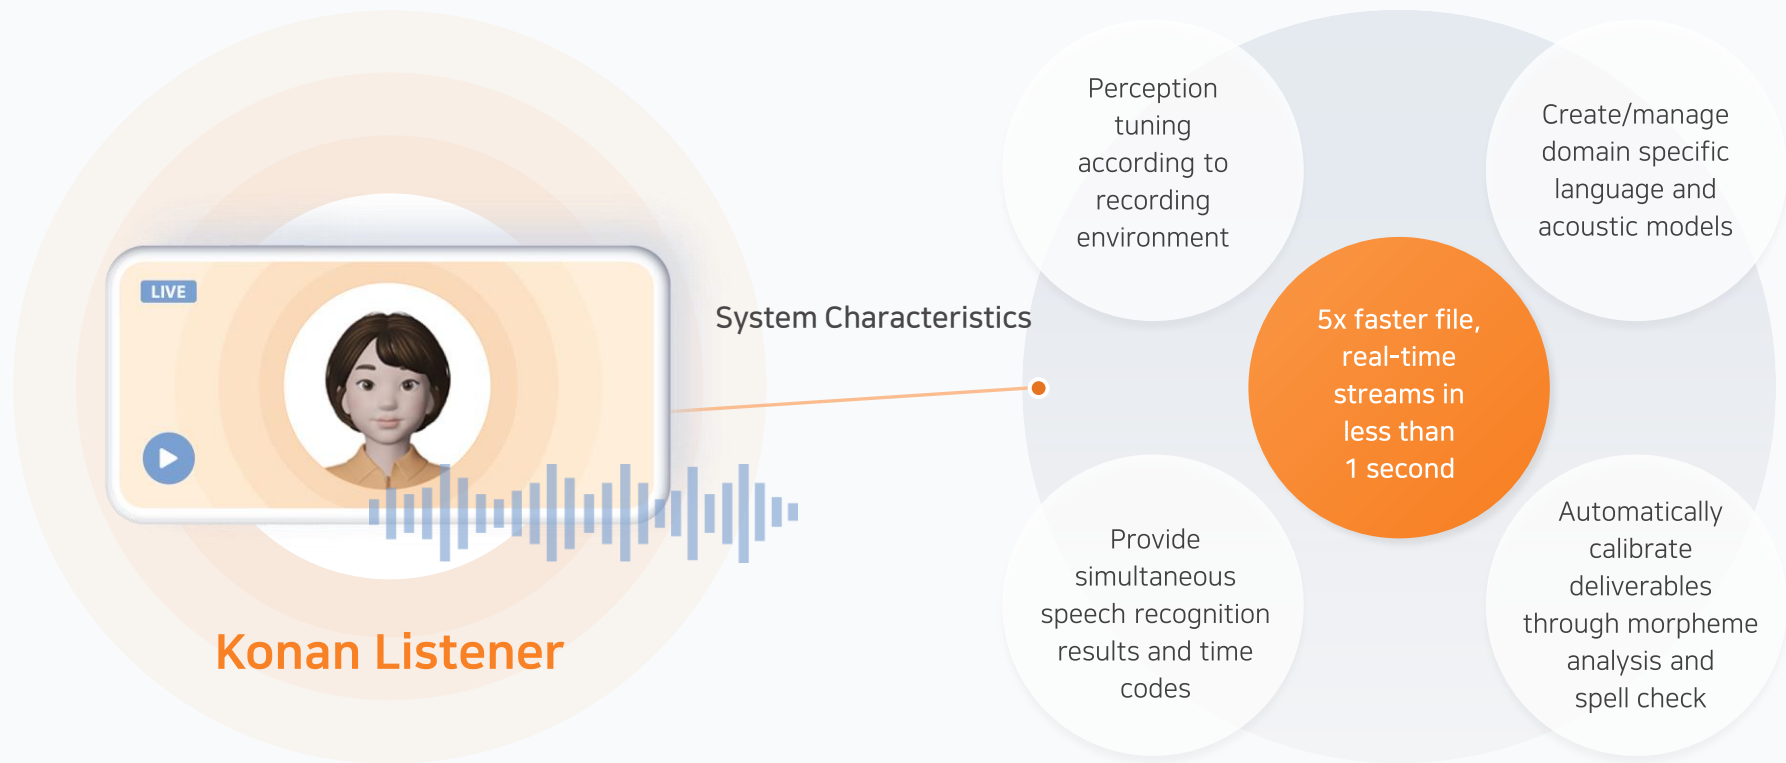 LIVE
Konan Listener
System Characteristics
Perception
tuning
according to
recording
environment
Create/manage
domain specific
language and
acoustic models
5x faster file,
real-time
streams in
less than
1 second
Provide
simultaneous
speech recognition
results and time
codes
Automatically
calibrate
deliverables
through morpheme
analysis and
spell check